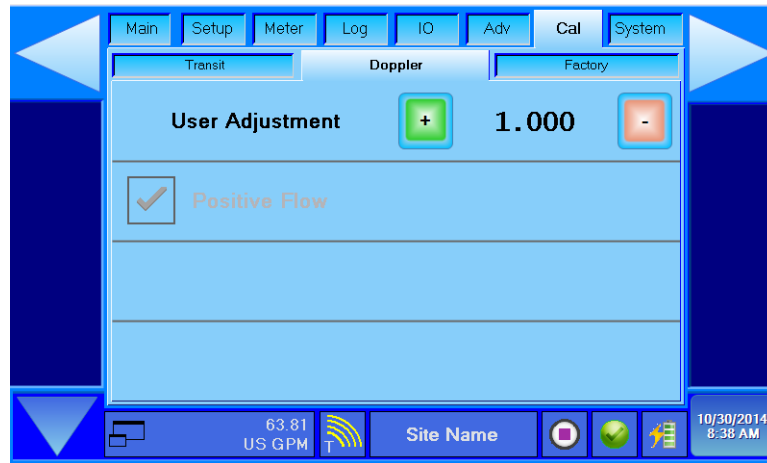 Main Setup Meter Log IO Adv Cal System
Transit Doppler Factory
User Adjustment + 1.000 -
Positive Flow
63.81
US GPM T Site Name
10/30/2014
8:38 AM